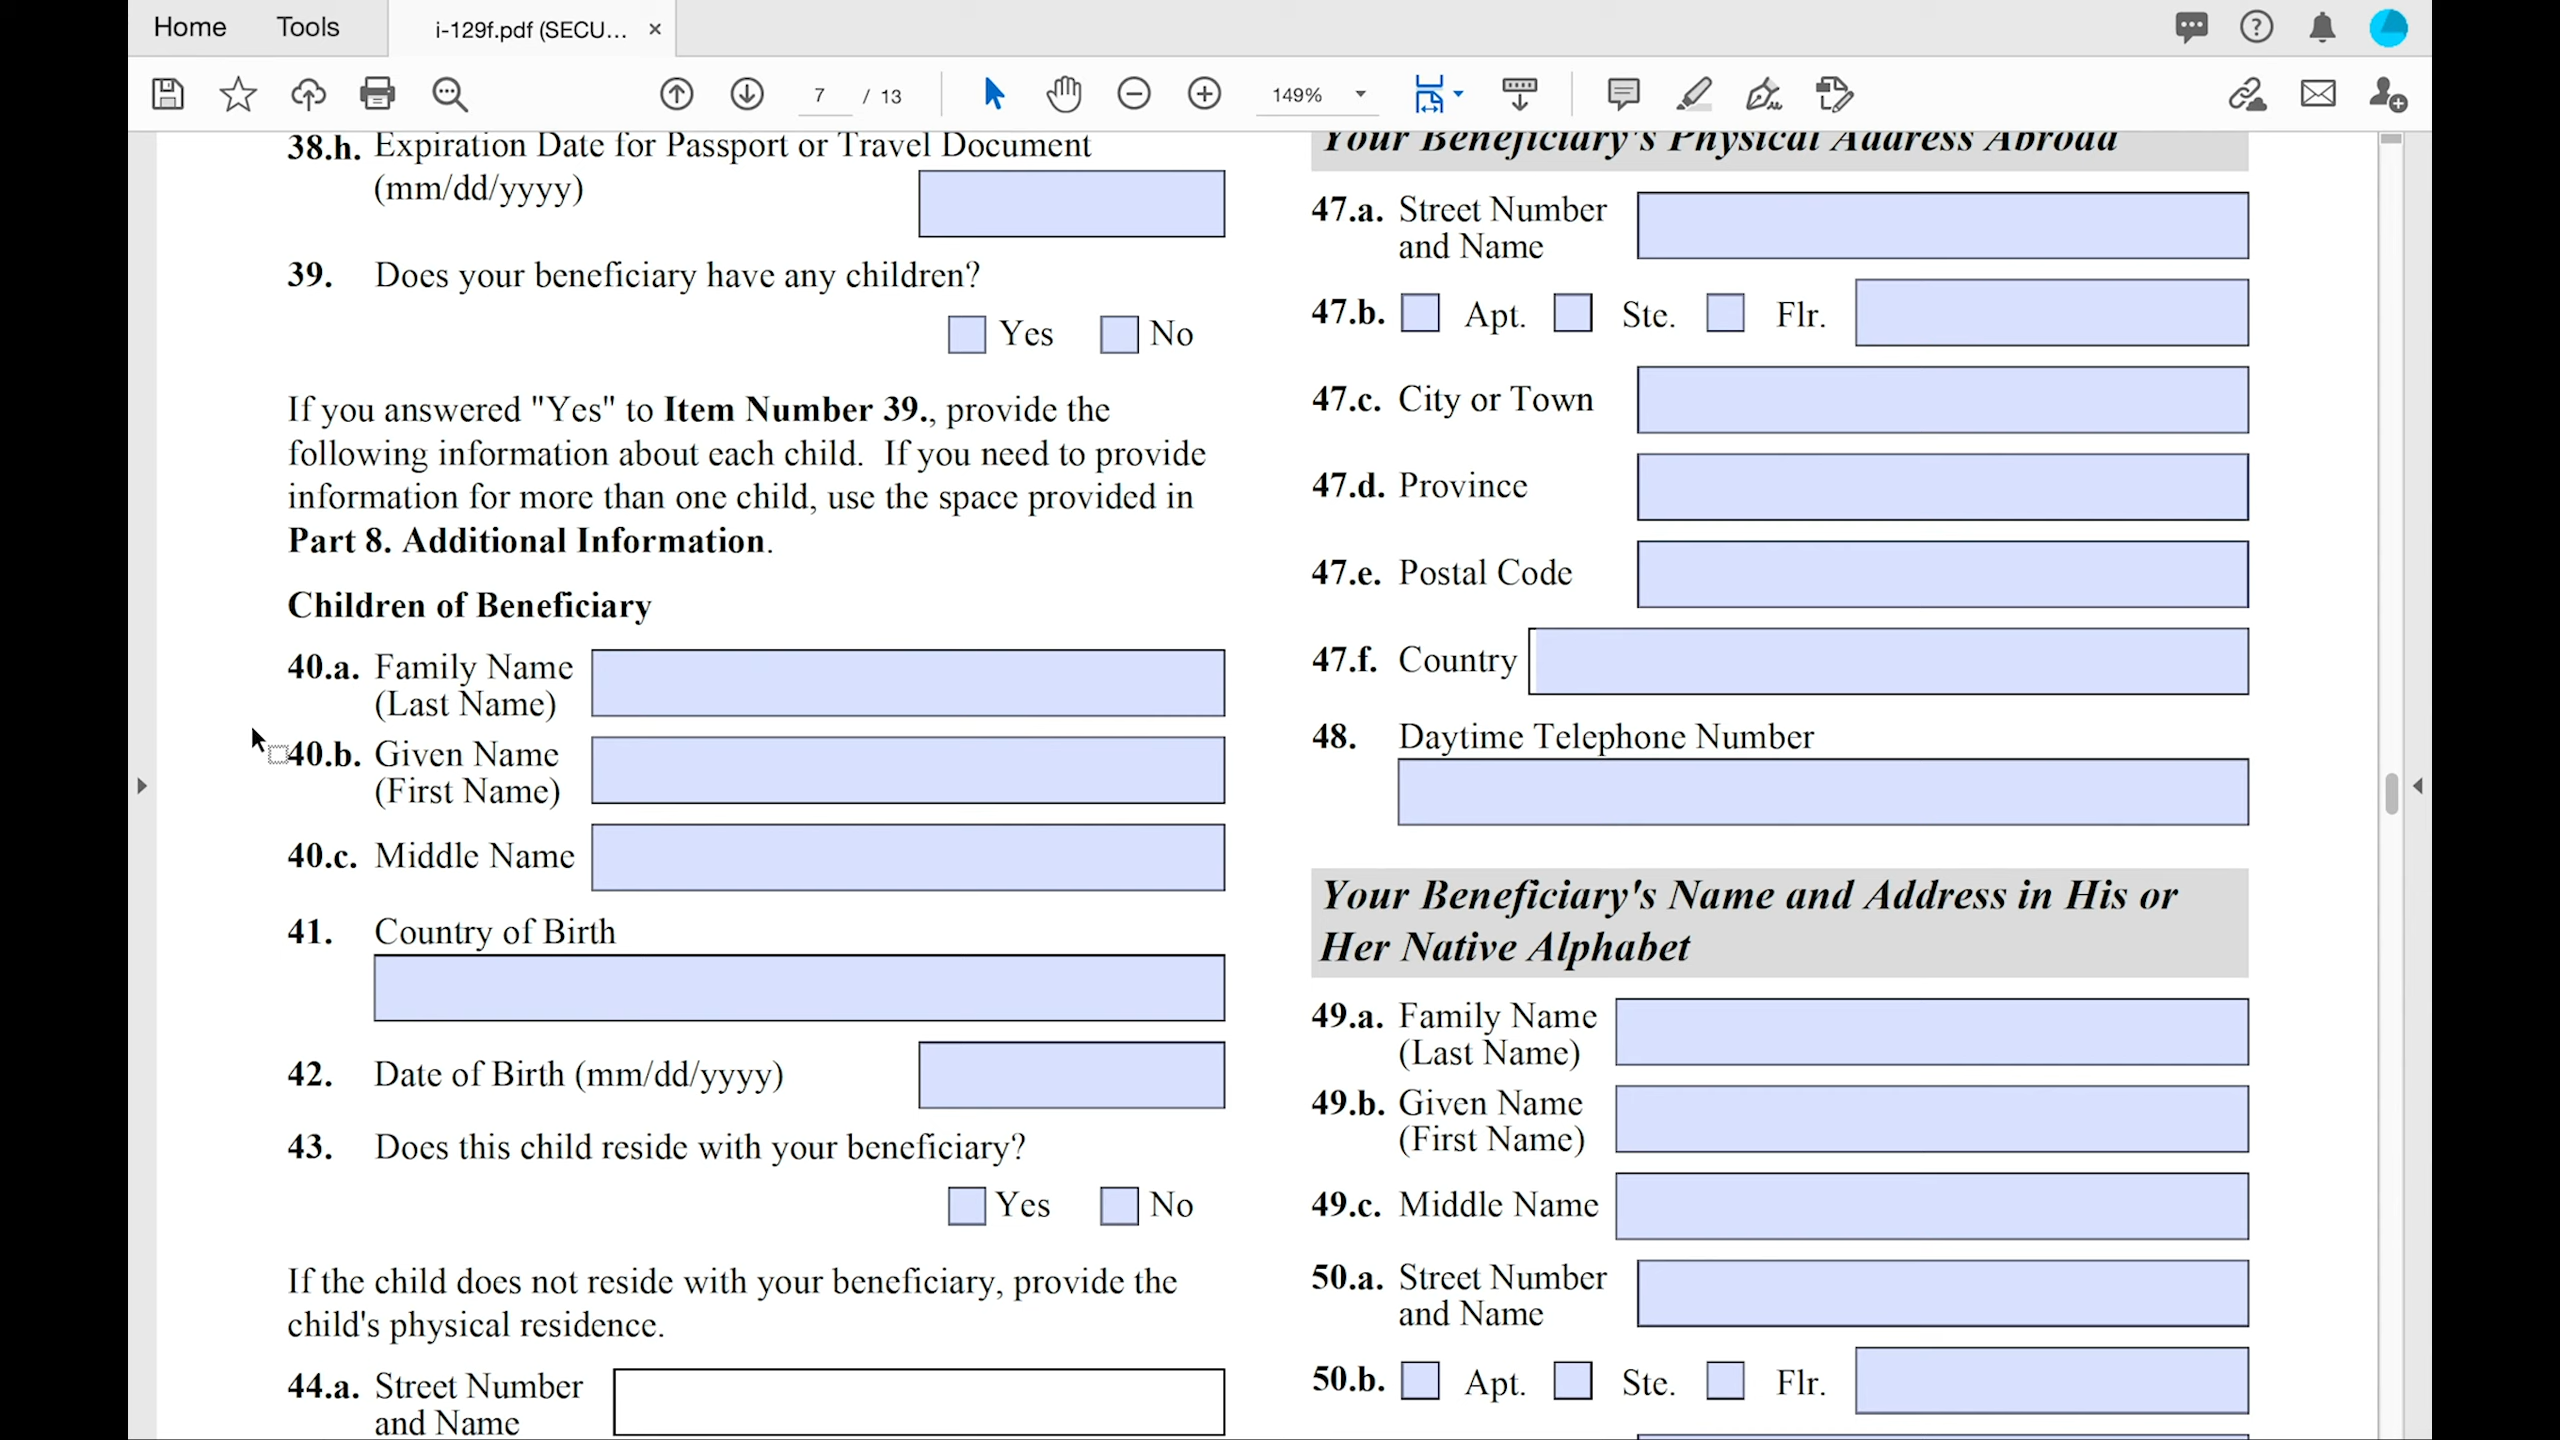 Home Tools i-129f.pdf (SECU... ×
7 / 13 149%
38.h. Expiration Date for Passport or Travel Document
(mm/dd/yyyy)
39. Does your beneficiary have any children?
Yes No
If you answered "Yes" to Item Number 39., provide the
following information about each child. If you need to provide
information for more than one child, use the space provided in
Part 8. Additional Information.
Children of Beneficiary
40.a. Family Name
(Last Name)
40.b. Given Name
(First Name)
40.c. Middle Name
41. Country of Birth
42. Date of Birth (mm/dd/yyyy)
43. Does this child reside with your beneficiary?
Yes No
If the child does not reside with your beneficiary, provide the
child's physical residence.
44.a. Street Number
and Name
Your Beneficiary's Physical Address Abroad
47.a. Street Number
and Name
47.b. Apt. Ste. Flr.
47.c. City or Town
47.d. Province
47.e. Postal Code
47.f. Country
48. Daytime Telephone Number
Your Beneficiary's Name and Address in His or
Her Native Alphabet
49.a. Family Name
(Last Name)
49.b. Given Name
(First Name)
49.c. Middle Name
50.a. Street Number
and Name
50.b. Apt. Ste. Flr.